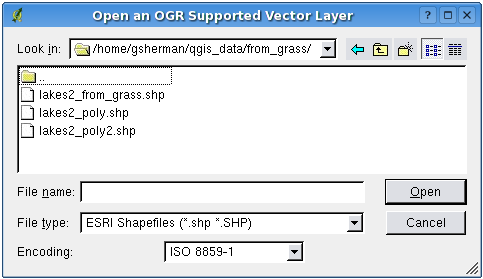 Open an OGR Supported Vector Layer
Look in: /home/gsherman/qgis_data/from_grass/
..
lakes2_from_grass.shp
lakes2_poly.shp
lakes2_poly2.shp
File name: Open
File type: ESRI Shapefiles (*.shp *.SHP) Cancel
Encoding: ISO 8859-1